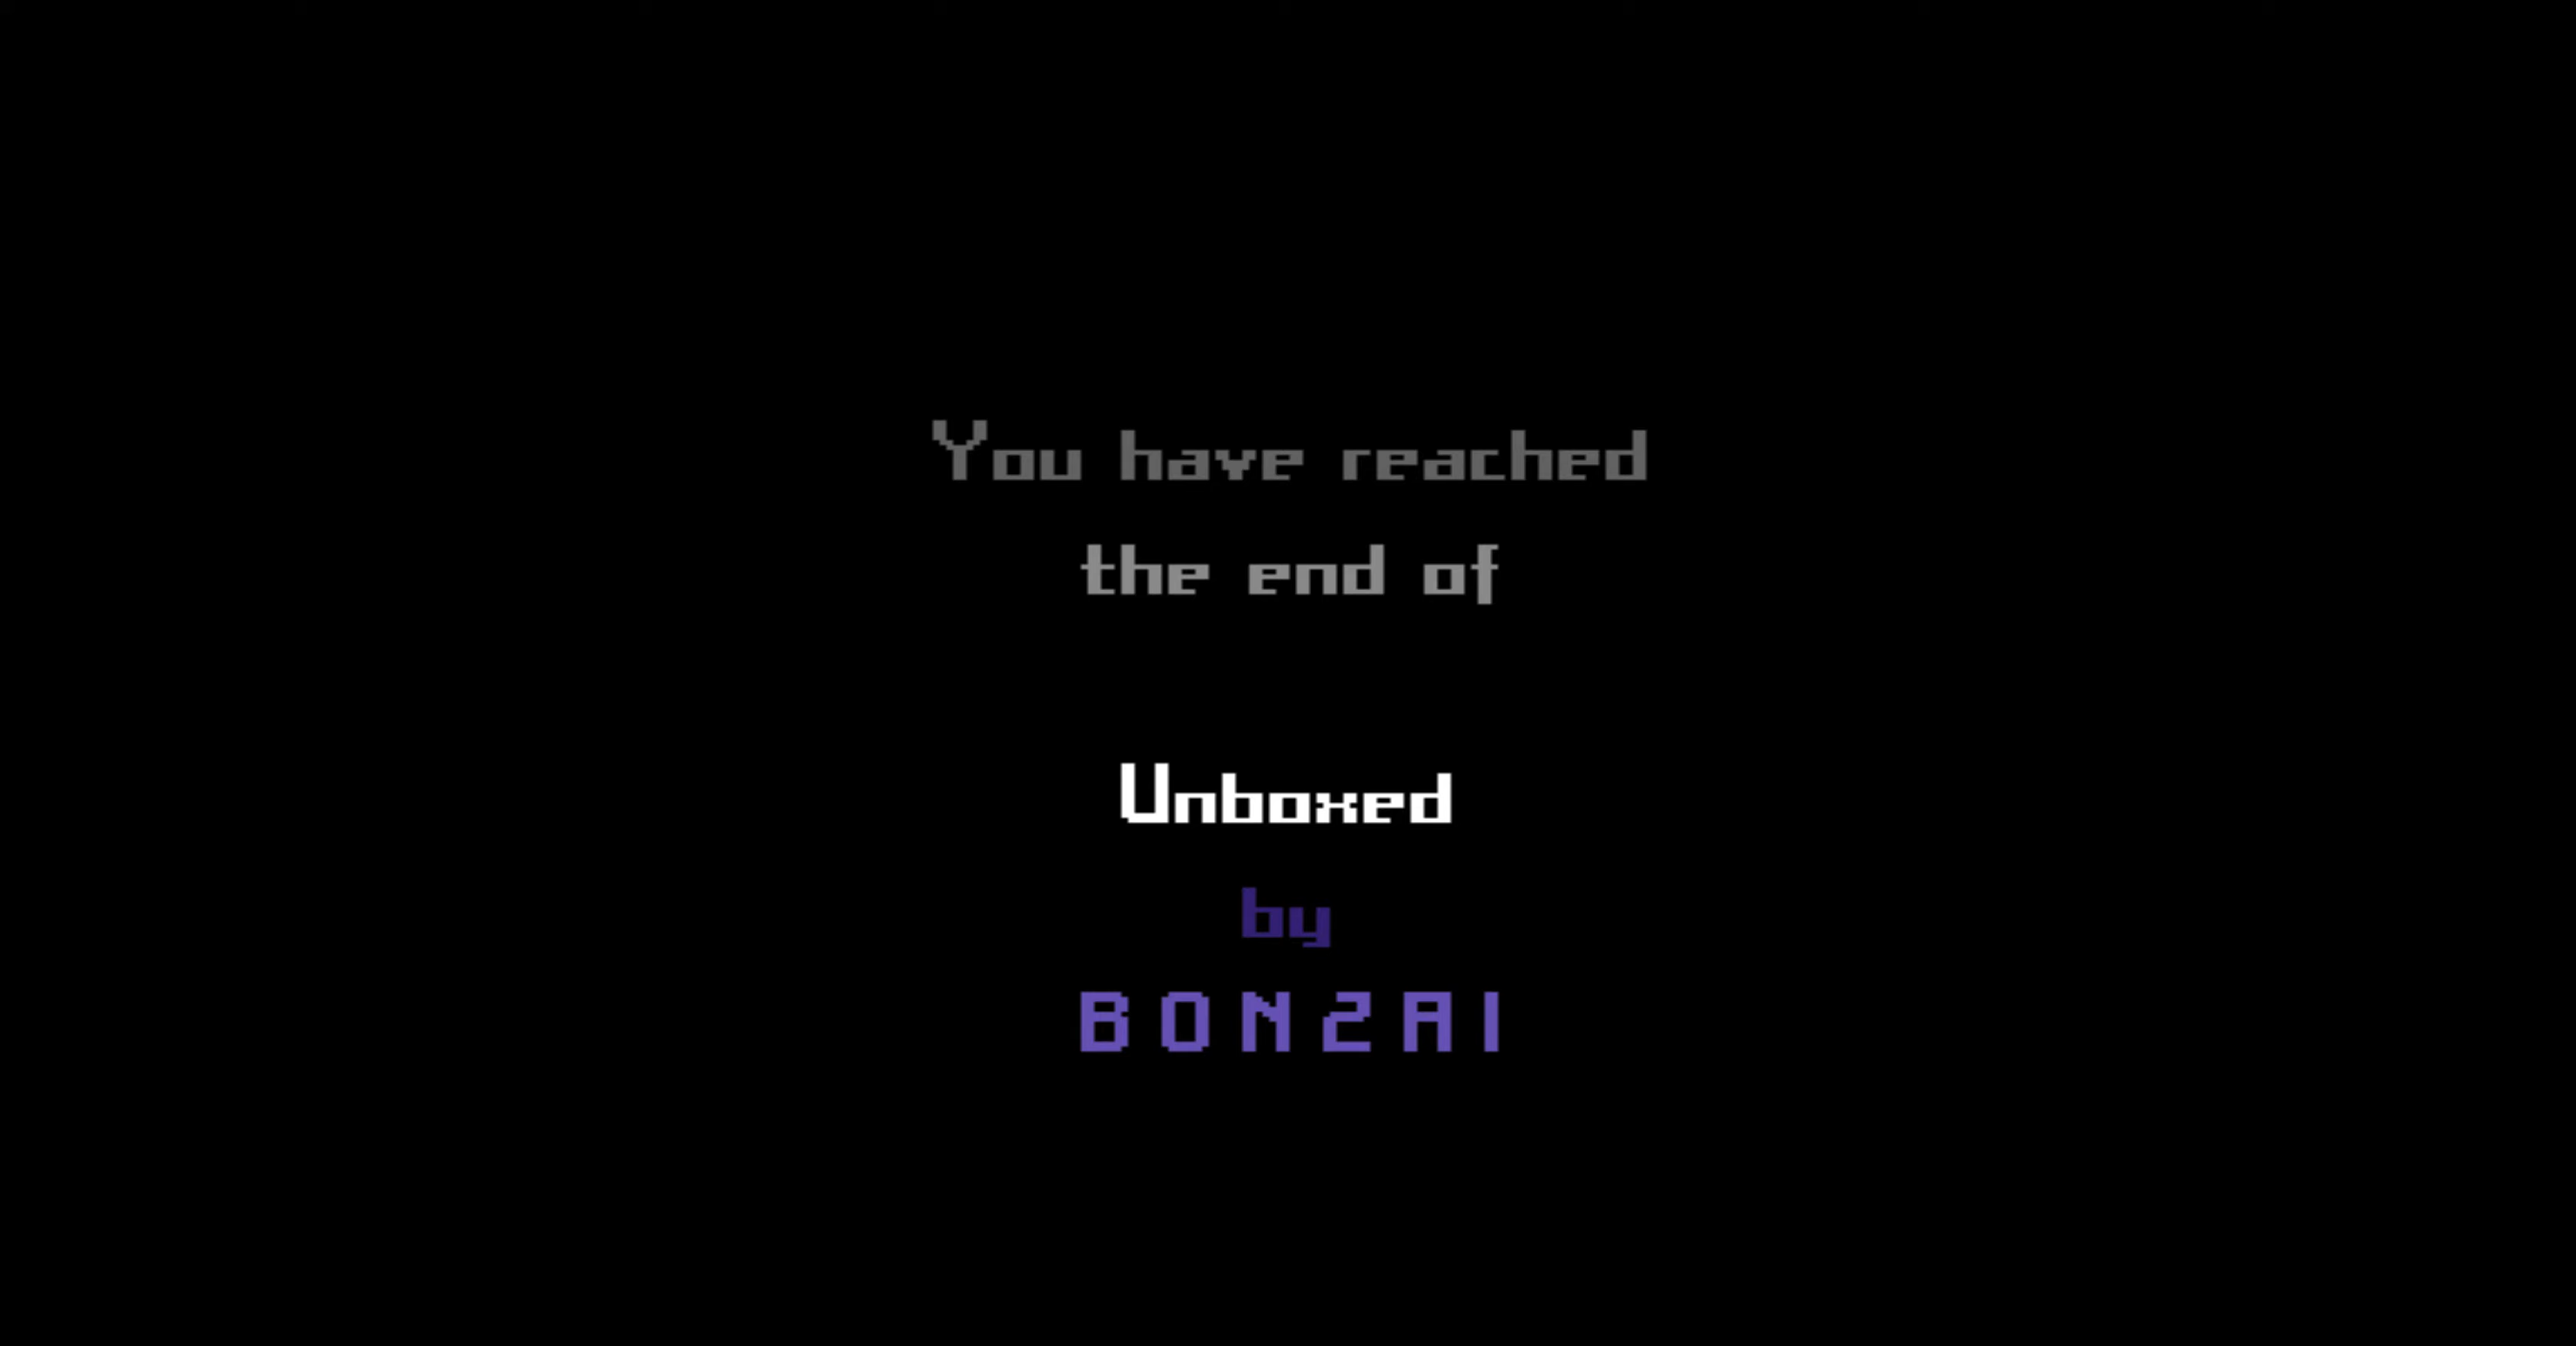 You have reached
the end of
Unboxed
by
BONZAI